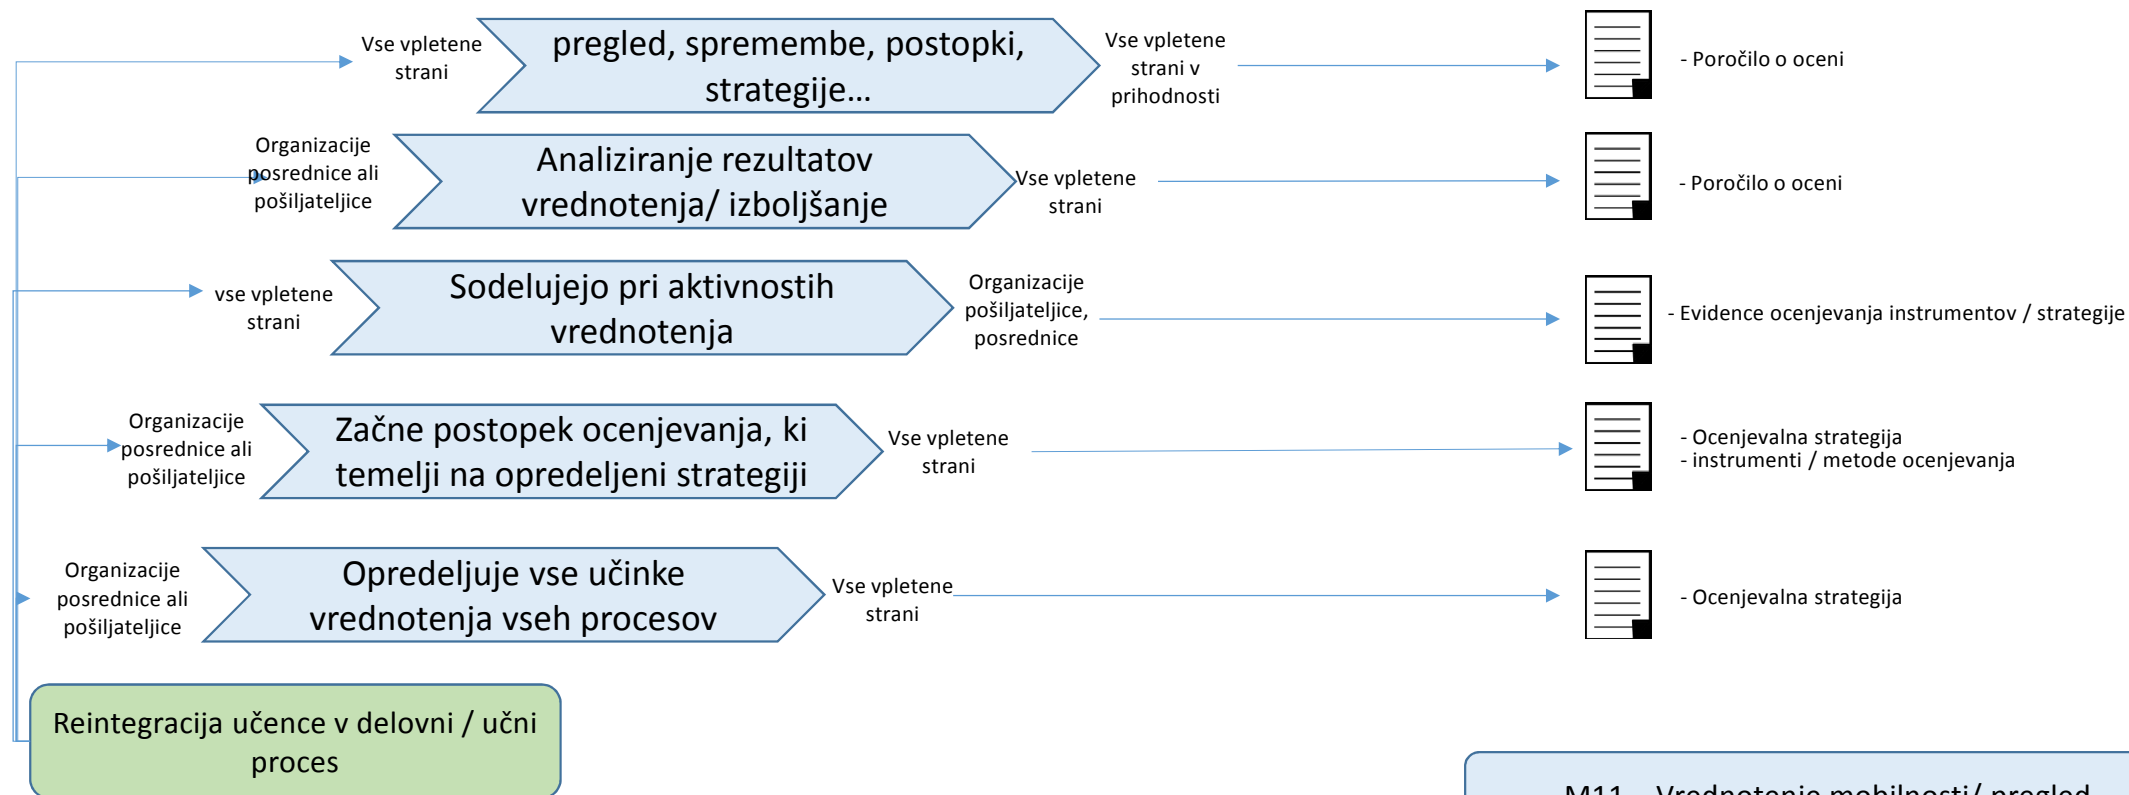 Vse vpletene
strani
pregled, spremembe, postopki,
strategije...
Vse vpletene
strani v
prihodnosti
- Poročilo o oceni
Organizacije
posrednice ali
pošiljateljice
Analiziranje rezultatov
vrednotenja/ izboljšanje
Vse vpletene
strani
- Poročilo o oceni
vse vpletene
strani
Sodelujejo pri aktivnostih
vrednotenja
Organizacije
pošiljateljice,
posrednice
- Evidence ocenjevanja instrumentov / strategije
Organizacije
posrednice ali
pošiljateljice
Začne postopek ocenjevanja, ki
temelji na opredeljeni strategiji
Vse vpletene
strani
- Ocenjevalna strategija
- instrumenti / metode ocenjevanja
Organizacije
posrednice ali
pošiljateljice
Opredeljuje vse učinke
vrednotenja vseh procesov
Vse vpletene
strani
- Ocenjevalna strategija
Reintegracija učence v delovni / učni
proces
M11 – Vrednotenje mobilnosti/ pregled